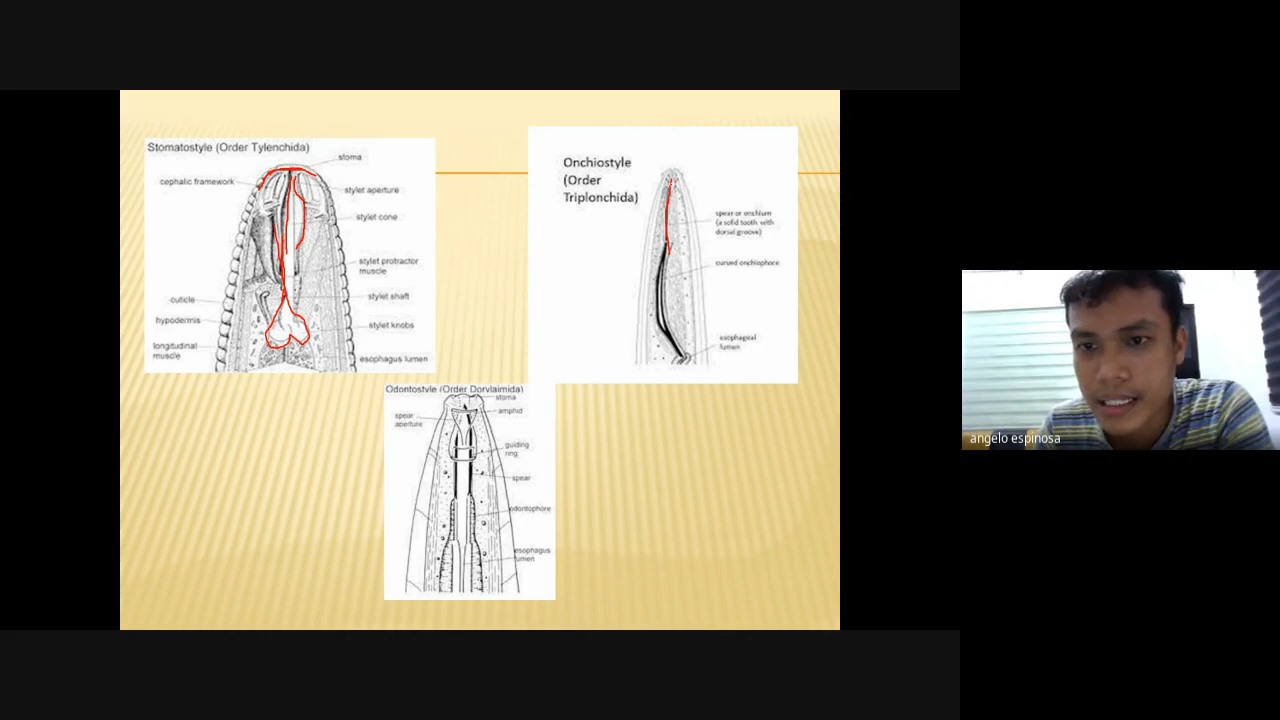 Stomatostyle (Order Tylenchida)
stoma
cephalic framework
stylet aperture
stylet cone
stylet protractor
muscle
cuticle
stylet shaft
hypodermis
stylet knobs
longitudinal
muscle
esophagus lumen
Onchiostyle
(Order
Triplonchida)
spear or onchium
(a solid tooth with
dorsal groove)
curved onchiophore
esophageal
lumen
Odontostyle (Order Dorylaimida)
stoma
amphid
spear
aperture
guiding
ring
spear
odontophore
esophagus
lumen
angelo espinosa